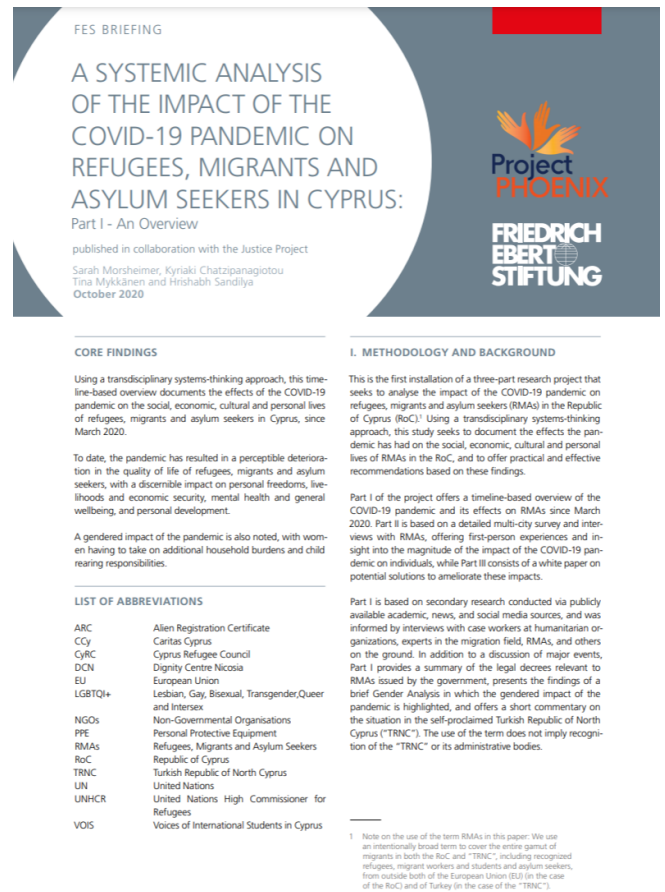 FES BRIEFING
A SYSTEMIC ANALYSIS
OF THE IMPACT OF THE
COVID-19 PANDEMIC ON
REFUGEES, MIGRANTS AND
ASYLUM SEEKERS IN CYPRUS:
Part I - An Overview
published in collaboration with the Justice Project
Sarah Morsheimer, Kyriaki Chatzipanagiotou
Tina Mykkänen and Hrishabh Sandilya
October 2020
Project
PHOENIX
FRIEDRICH
EBERT
STIFTUNG
CORE FINDINGS
Using a transdisciplinary systems-thinking approach, this time-
line-based overview documents the effects of the COVID-19
pandemic on the social, economic, cultural and personal lives
of refugees, migrants and asylum seekers in Cyprus, since
March 2020.
To date, the pandemic has resulted in a perceptible deteriora-
tion in the quality of life of refugees, migrants and asylum
seekers, with a discernible impact on personal freedoms, live-
lihoods and economic security, mental health and general
wellbeing, and personal development.
A gendered impact of the pandemic is also noted, with wom-
en having to take on additional household burdens and child
rearing responsibilities.
LIST OF ABBREVIATIONS
ARC Alien Registration Certificate
CCy Caritas Cyprus
CyRC Cyprus Refugee Council
DCN Dignity Centre Nicosia
EU European Union
LGBTQI+ Lesbian, Gay, Bisexual, Transgender,Queer
and Intersex
NGOs Non-Governmental Organisations
PPE Personal Protective Equipment
RMAs Refugees, Migrants and Asylum Seekers
RoC Republic of Cyprus
TRNC Turkish Republic of North Cyprus
UN United Nations
UNHCR United Nations High Commissioner for
Refugees
VOIS Voices of International Students in Cyprus
I. METHODOLOGY AND BACKGROUND
This is the first installation of a three-part research project that
seeks to analyse the impact of the COVID-19 pandemic on
refugees, migrants and asylum seekers (RMAs) in the Republic
of Cyprus (RoC).1 Using a transdisciplinary systems-thinking
approach, this study seeks to document the effects the pan-
demic has had on the social, economic, cultural and personal
lives of RMAs in the RoC, and to offer practical and effective
recommendations based on these findings.
Part I of the project offers a timeline-based overview of the
COVID-19 pandemic and its effects on RMAs since March
2020. Part II is based on a detailed multi-city survey and inter-
views with RMAs, offering first-person experiences and in-
sight into the magnitude of the impact of the COVID-19 pan-
demic on individuals, while Part III consists of a white paper on
potential solutions to ameliorate these impacts.
Part I is based on secondary research conducted via publicly
available academic, news, and social media sources, and was
informed by interviews with case workers at humanitarian or-
ganizations, experts in the migration field, RMAs, and others
on the ground. In addition to a discussion of major events,
Part I provides a summary of the legal decrees relevant to
RMAs issued by the government, presents the findings of a
brief Gender Analysis in which the gendered impact of the
pandemic is highlighted, and offers a short commentary on
the situation in the self-proclaimed Turkish Republic of North
Cyprus ("TRNC"). The use of the term does not imply recogni-
tion of the "TRNC" or its administrative bodies.
1 Note on the use of the term RMAs in this paper: We use
an intentionally broad term to cover the entire gamut of
migrants in both the RoC and "TRNC", including recognized
refugees, migrant workers and students and asylum seekers,
from outside both of the European Union (EU) (in the case
of the RoC) and of Turkey (in the case of the "TRNC").